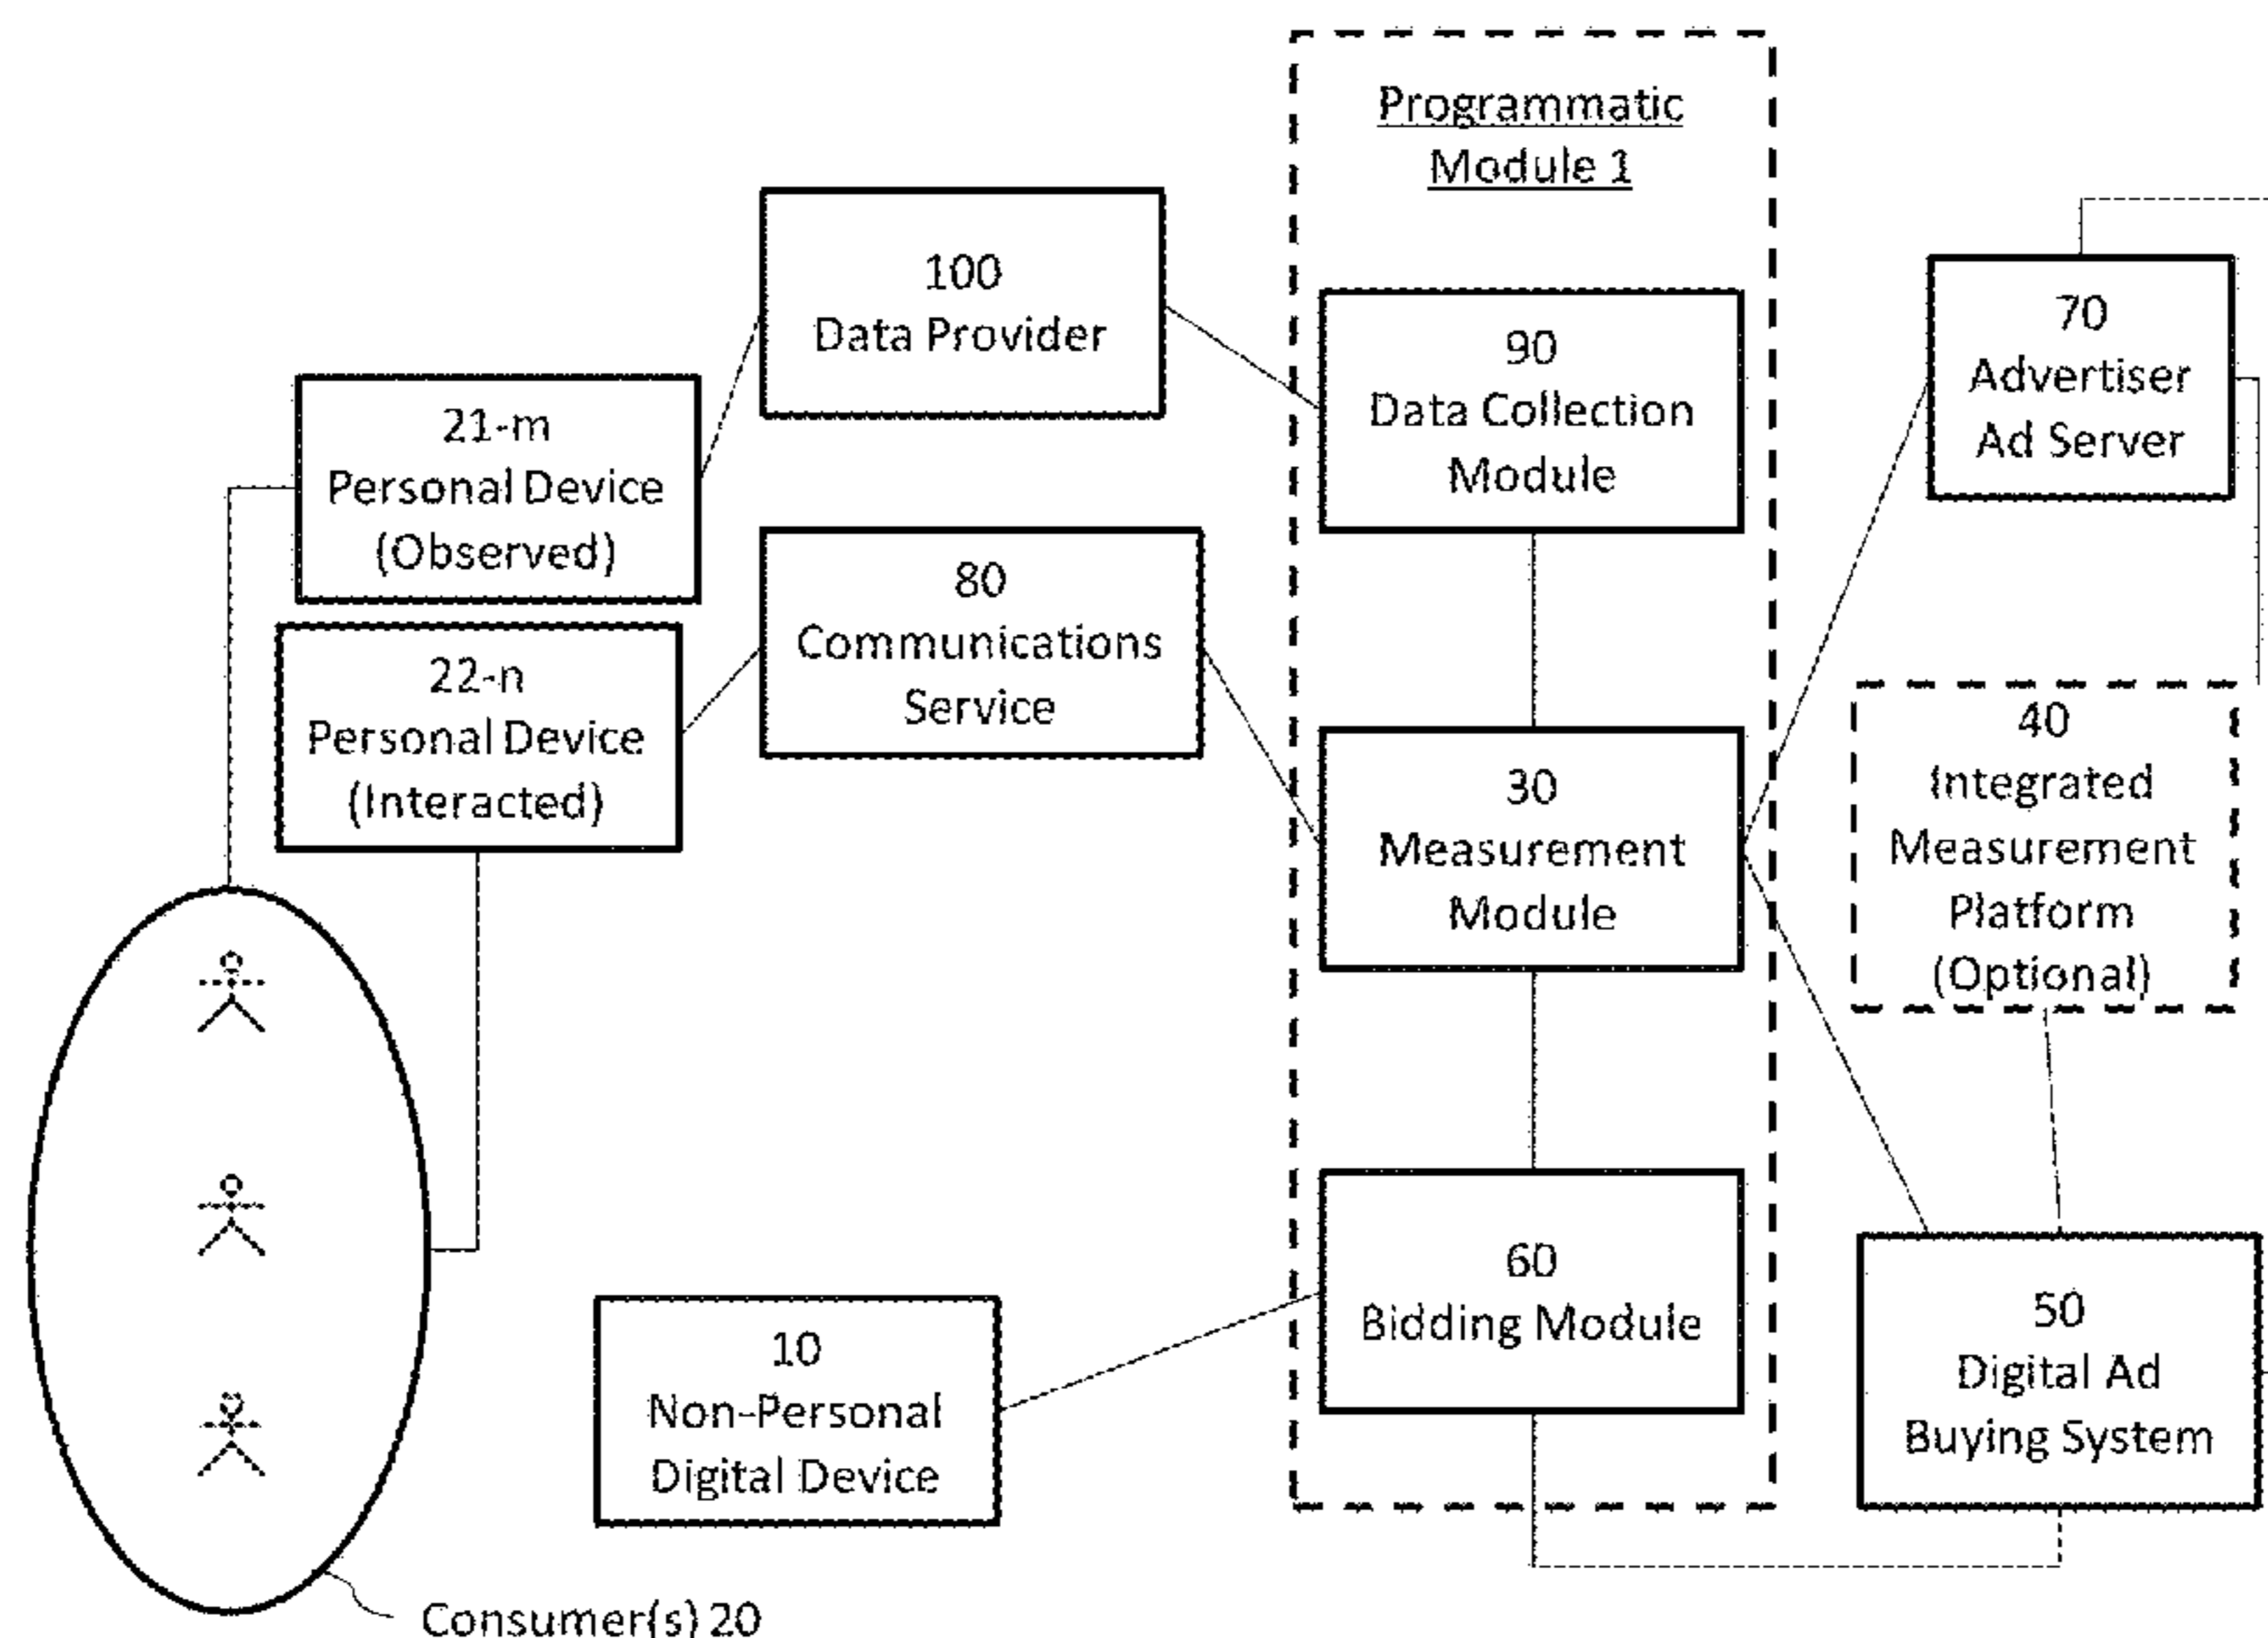 Programmatic
Module 1
100
Data Provider
90
Data Collection
Module
70
Advertiser
Ad Server
21-m
Personal Device
(Observed)
80
Communications
Service
22-n
Personal Device
(Interacted)
30
Measurement
Module
40
Integrated
Measurement
Platform
(Optional)
60
Bidding Module
50
Digital Ad
Buying System
10
Non-Personal
Digital Device
Consumer(s) 20